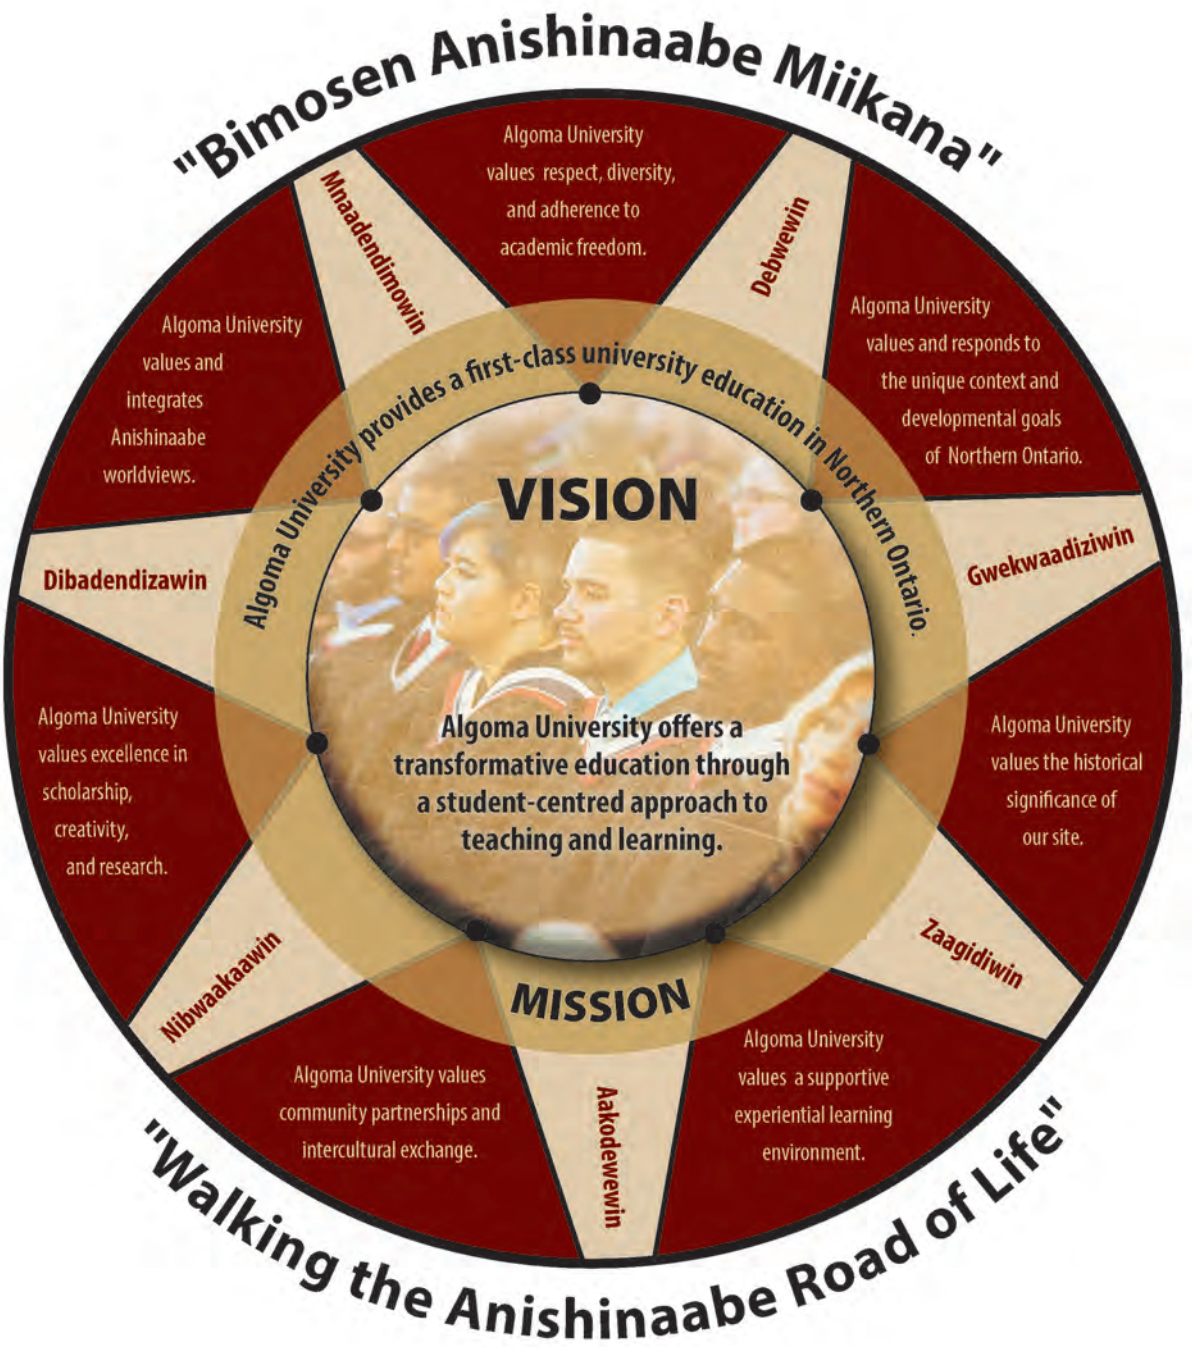 "Bimosen Anishinaabe Miikana"
Mnaadendimowin
Algoma University
values respect, diversity,
and adherence to
academic freedom.
Debwewin
Algoma University
values and responds to
the unique context and
developmental goals
of Northern Ontario.
Gwekwaadiziwin
Algoma University
values the historical
significance of
our site.
Zaagidiwin
Algoma University
values a supportive
experiential learning
environment.
Aakodewewin
Algoma University values
community partnerships and
intercultural exchange.
Nibwaakaawin
Algoma University
values excellence in
scholarship,
creativity,
and research.
Dibadendizawin
Algoma University
values and
integrates
Anishinaabe
worldviews.
Algoma University provides a first-class university education in Northern Ontario.
VISION
Algoma University offers a
transformative education through
a student-centred approach to
teaching and learning.
MISSION
"Walking the Anishinaabe Road of Life"